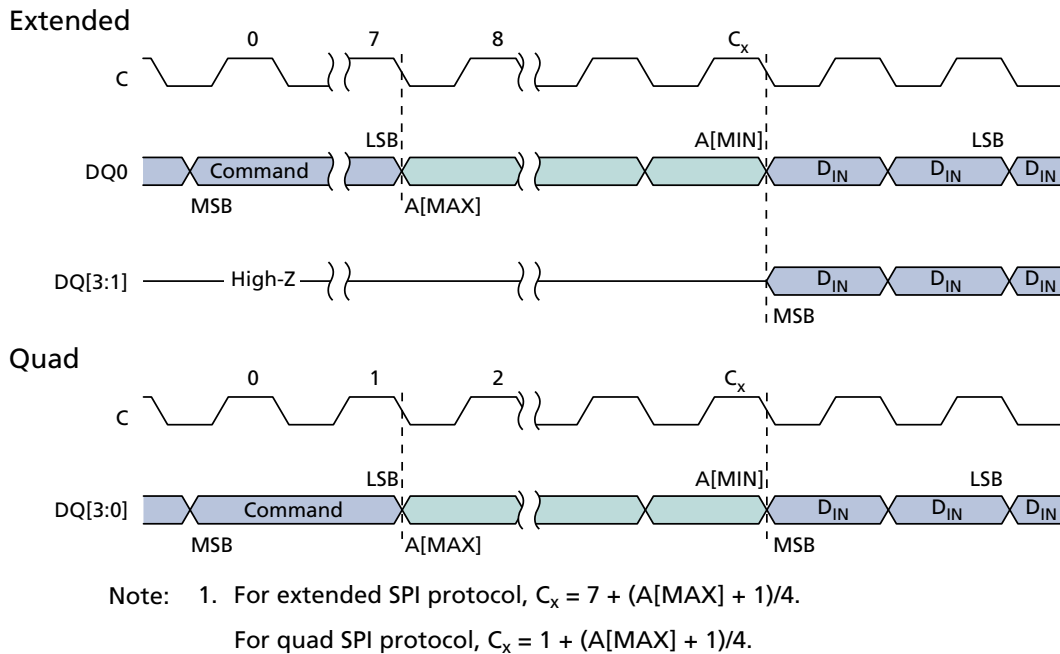 Extended
0 7 8 Cx
C
LSB A[MIN] LSB
DQ0 Command DIN DIN DIN
MSB A[MAX]
DQ[3:1] High-Z DIN DIN DIN
MSB
Quad
0 1 2 Cx
C
LSB A[MIN] LSB
DQ[3:0] Command DIN DIN DIN
MSB A[MAX] MSB
Note: 1. For extended SPI protocol, Cx = 7 + (A[MAX] + 1)/4.
For quad SPI protocol, Cx = 1 + (A[MAX] + 1)/4.